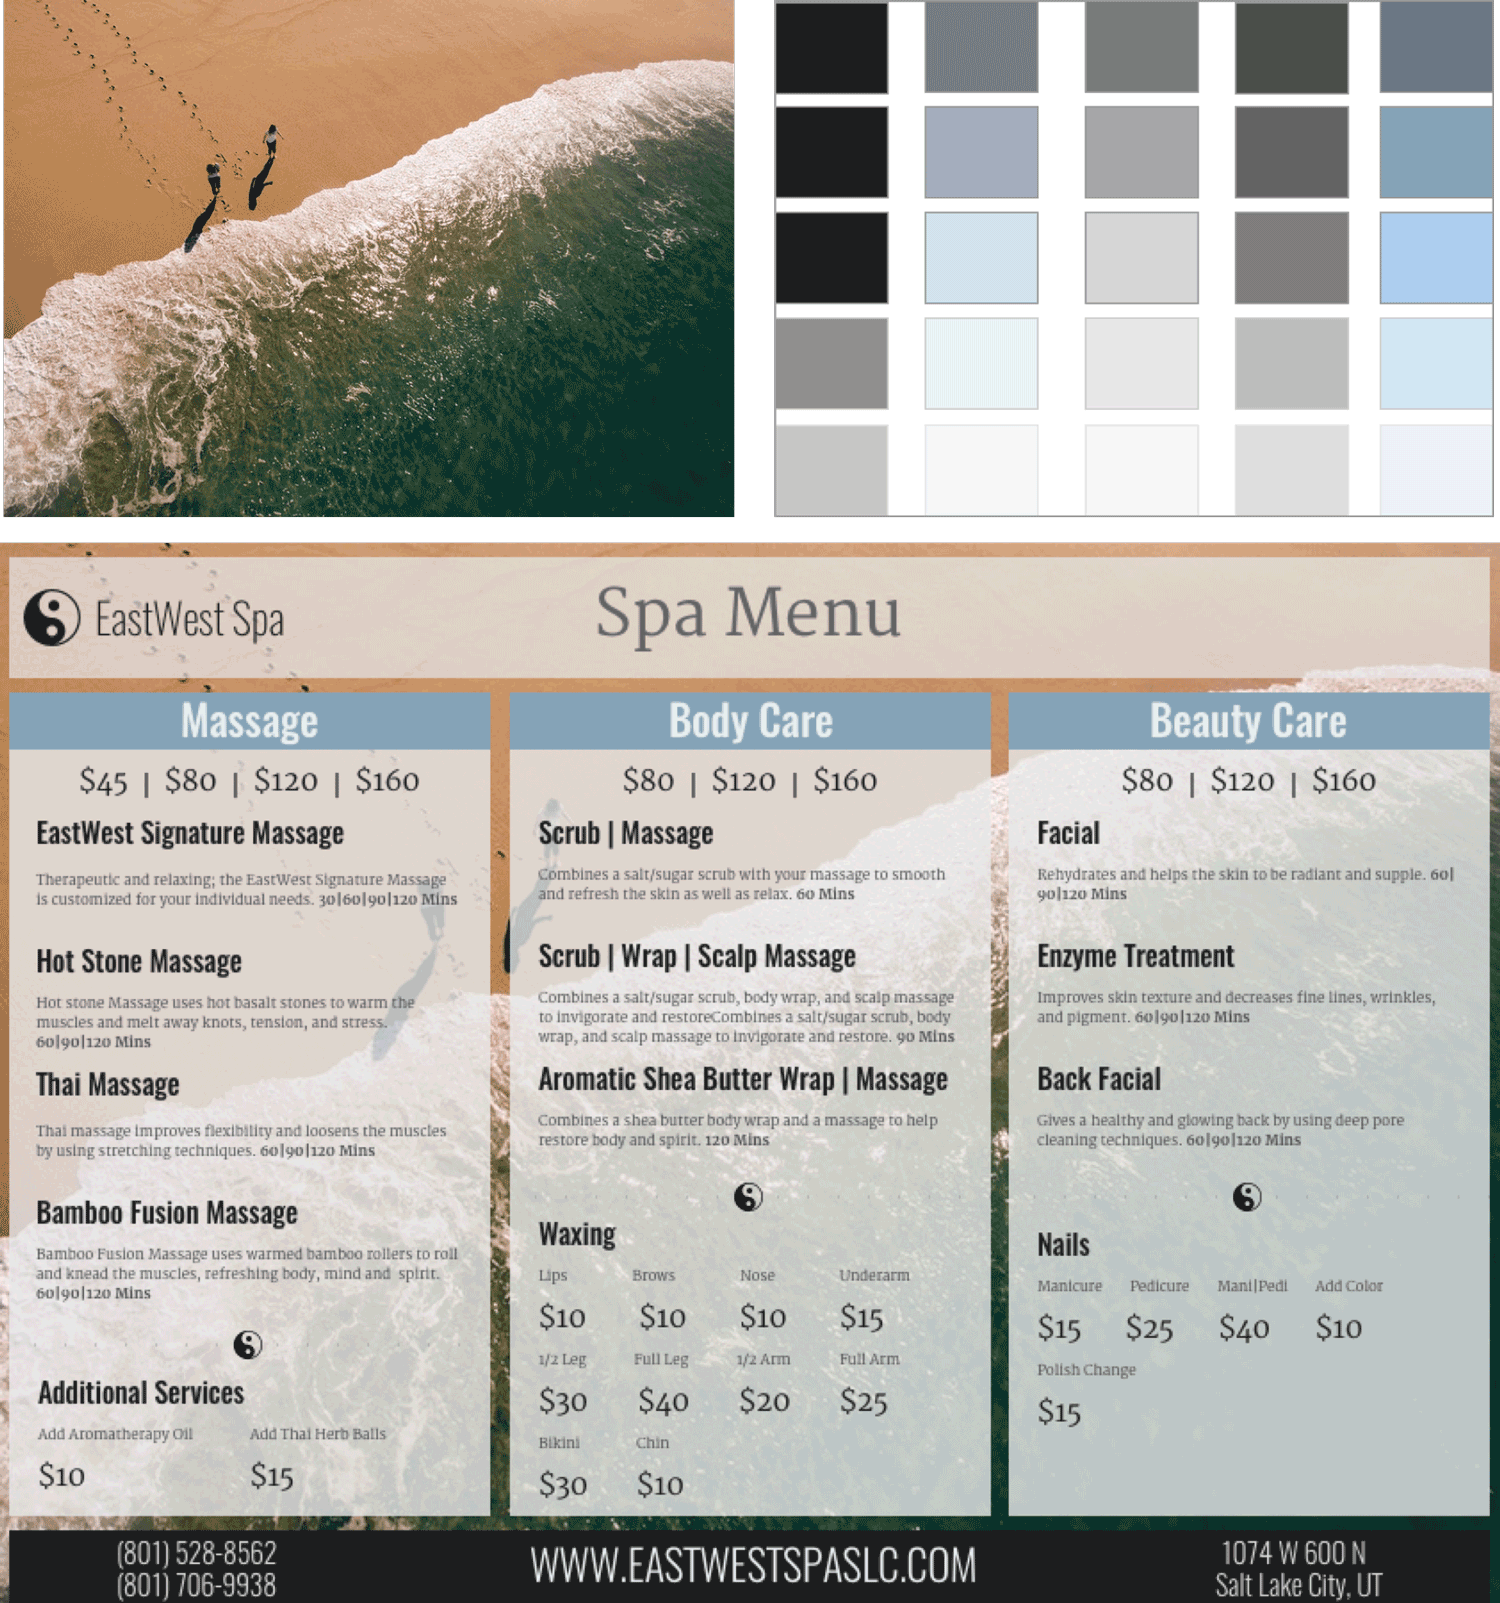 EastWest Spa
Spa Menu
Massage
$45 | $80 | $120 | $160
EastWest Signature Massage
Therapeutic and relaxing; the EastWest Signature Massage
is customized for your individual needs. 30|60|90|120 Mins
Hot Stone Massage
Hot stone Massage uses hot basalt stones to warm the
muscles and melt away knots, tension, and stress.
60|90|120 Mins
Thai Massage
Thai massage improves flexibility and loosens the muscles
by using stretching techniques. 60|90|120 Mins
Bamboo Fusion Massage
Bamboo Fusion Massage uses warmed bamboo rollers to roll
and knead the muscles, refreshing body, mind and spirit.
60|90|120 Mins
Additional Services
Add Aromatherapy Oil Add Thai Herb Balls
$10 $15
Body Care
$80 | $120 | $160
Scrub | Massage
Combines a salt/sugar scrub with your massage to smooth
and refresh the skin as well as relax. 60 Mins
Scrub | Wrap | Scalp Massage
Combines a salt/sugar scrub, body wrap, and scalp massage
to invigorate and restoreCombines a salt/sugar scrub, body
wrap, and scalp massage to invigorate and restore. 90 Mins
Aromatic Shea Butter Wrap | Massage
Combines a shea butter body wrap and a massage to help
restore body and spirit. 120 Mins
Waxing
Lips Brows Nose Underarm
$10 $10 $10 $15
1/2 Leg Full Leg 1/2 Arm Full Arm
$30 $40 $20 $25
Bikini Chin
$30 $10
Beauty Care
$80 | $120 | $160
Facial
Rehydrates and helps the skin to be radiant and supple. 60|
90|120 Mins
Enzyme Treatment
Improves skin texture and decreases fine lines, wrinkles,
and pigment. 60|90|120 Mins
Back Facial
Gives a healthy and glowing back by using deep pore
cleaning techniques. 60|90|120 Mins
Nails
Manicure Pedicure Mani|Pedi Add Color
$15 $25 $40 $10
Polish Change
$15
(801) 528-8562
(801) 706-9938
WWW.EASTWESTSPASLC.COM
1074 W 600 N
Salt Lake City, UT